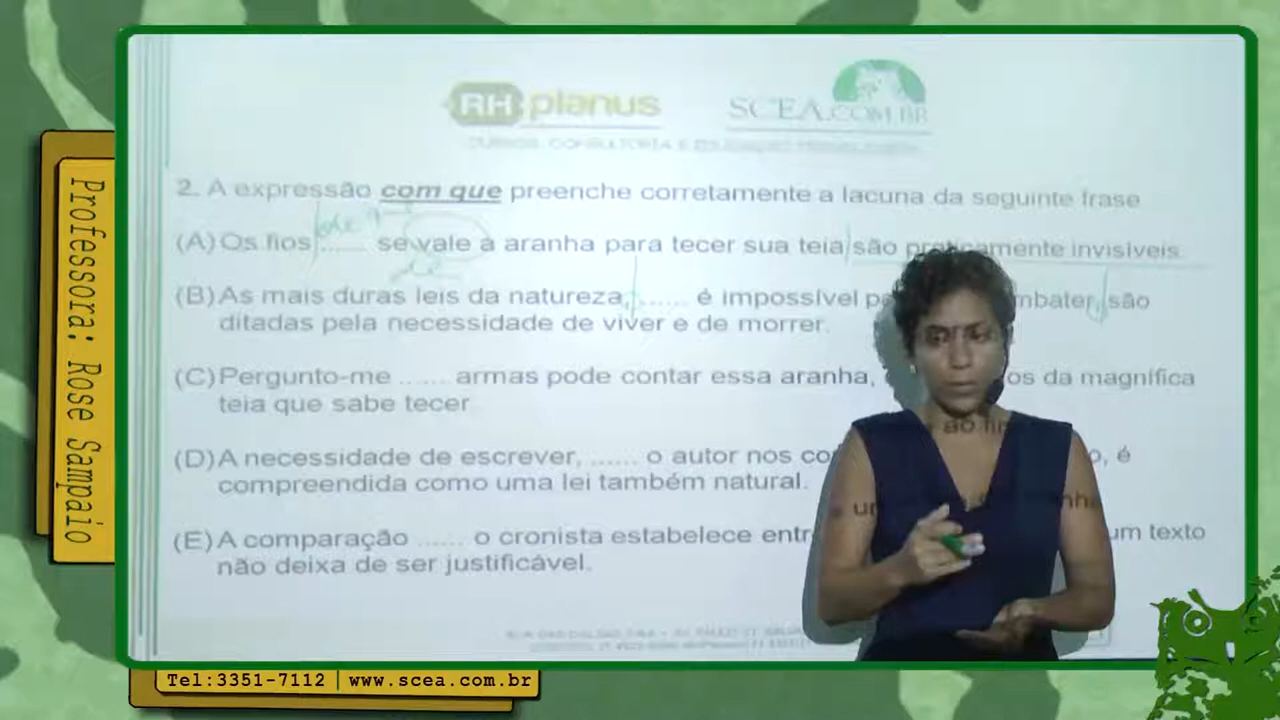 RH planus
SCEA.COM.BR
2. A expressão com que preenche corretamente a lacuna da seguinte frase
de
(A) Os fios ...... se vale a aranha para tecer sua teia são praticamente invisíveis.
(B) As mais duras leis da natureza, ...... é impossível são
ditadas pela necessidade de viver e de morrer.
(C) Pergunto-me ...... armas pode contar essa aranha, da magnífica
teia que sabe tecer
(D) A necessidade de escrever, ...... o autor nos é
compreendida como uma lei também natural.
(E) A comparação ...... o cronista estabelece um texto
não deixa de ser justificável.
Professora: Rose Sampaio
Tel:3351-7112 | www.scea.com.br